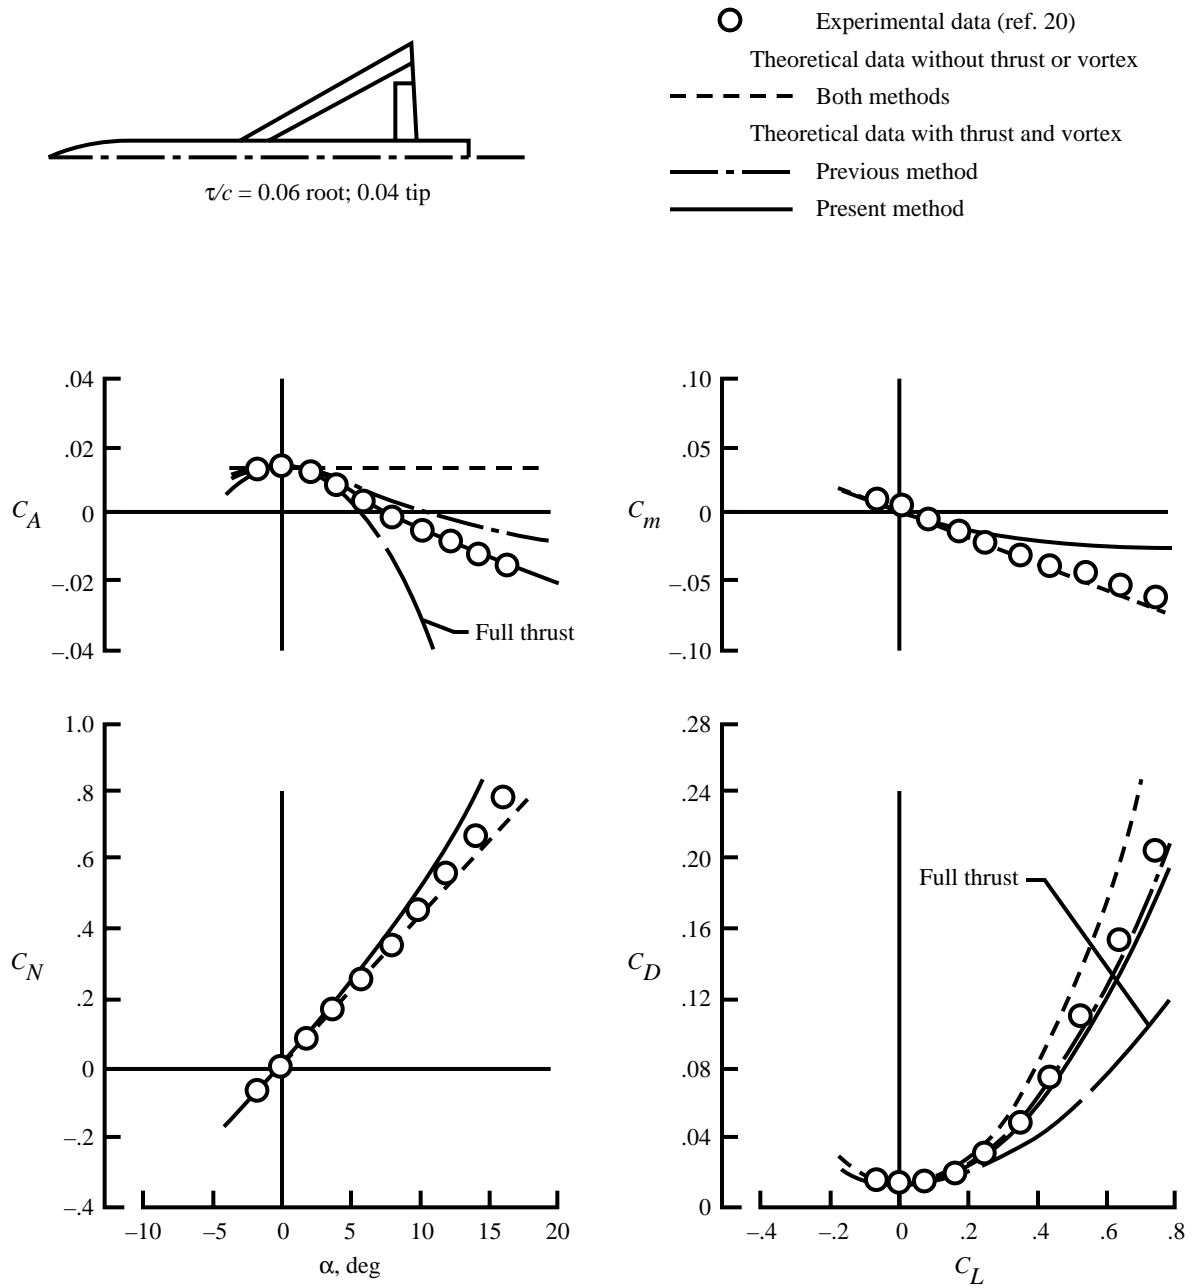 Experimental data (ref. 20)
Theoretical data without thrust or vortex
Both methods
Theoretical data with thrust and vortex
Previous method
Present method
τ/c = 0.06 root; 0.04 tip
.04
.02
0
–.02
–.04
C_A
Full thrust
.10
.05
0
–.05
–.10
C_m
1.0
.8
.6
.4
.2
0
–.2
–.4
C_N
–10
–5
0
5
10
15
20
α, deg
.28
.24
.20
.16
.12
.08
.04
0
C_D
Full thrust
–.4
–.2
0
.2
.4
.6
.8
C_L